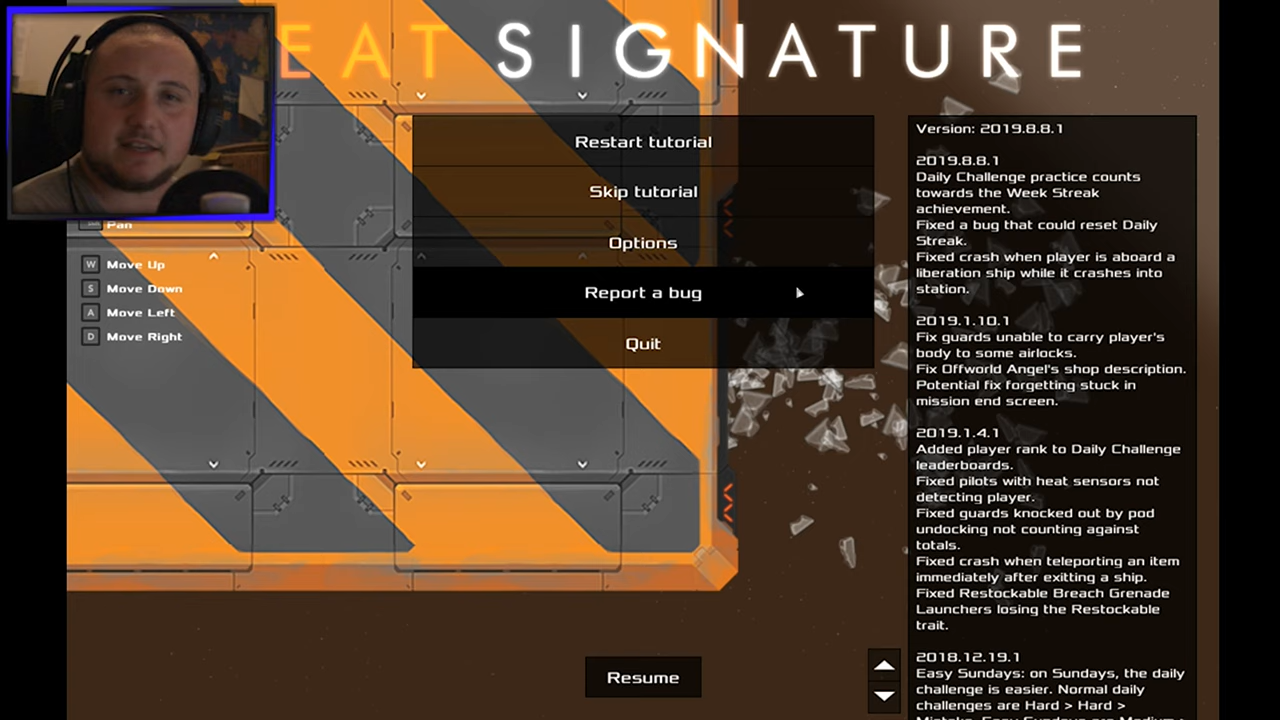 EAT SIGNATURE
Pan
W Move Up
S Move Down
A Move Left
D Move Right
Restart tutorial
Skip tutorial
Options
Report a bug
Quit
Resume
Version: 2019.8.8.1
2019.8.8.1
Daily Challenge practice counts
towards the Week Streak
achievement.
Fixed a bug that could reset Daily
Streak.
Fixed crash when player is aboard a
liberation ship while it crashes into
station.
2019.1.10.1
Fix guards unable to carry player's
body to some airlocks.
Fix Offworld Angel's shop description.
Potential fix forgetting stuck in
mission end screen.
2019.1.4.1
Added player rank to Daily Challenge
leaderboards.
Fixed pilots with heat sensors not
detecting player.
Fixed guards knocked out by pod
undocking not counting against
totals.
Fixed crash when teleporting an item
immediately after exitting a ship.
Fixed Restockable Breach Grenade
Launchers losing the Restockable
trait.
2018.12.19.1
Easy Sundays: on Sundays, the daily
challenge is easier. Normal daily
challenges are Hard > Hard >